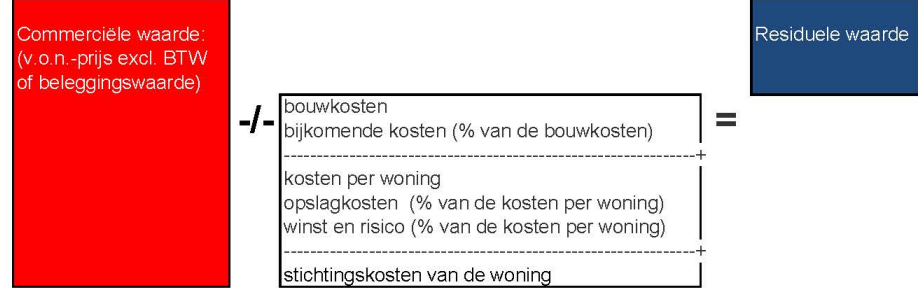 Commerciële waarde:
(v.o.n.-prijs excl. BTW
of beleggingswaarde)
-/-
bouwkosten
bijkomende kosten (% van de bouwkosten)
---------------------------------------------------------------------+
kosten per woning
opslagkosten  (% van de kosten per woning)
winst en risico (% van de kosten per woning)
---------------------------------------------------------------------+
stichtingskosten van de woning
=
Residuele waarde